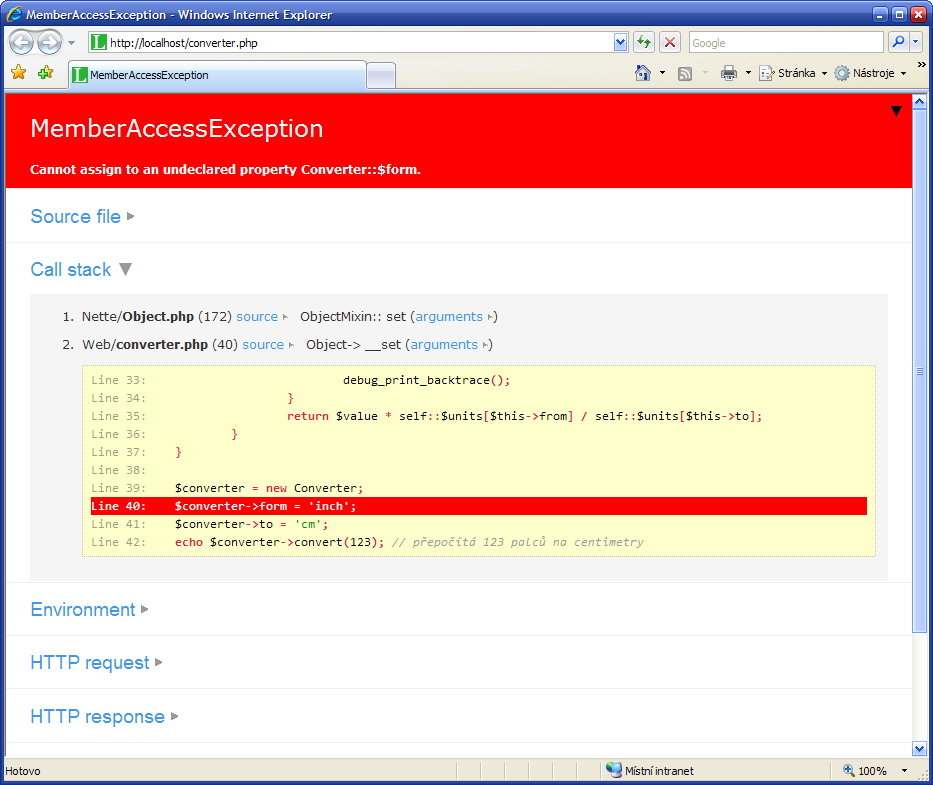 MemberAccessException - Windows Internet Explorer
http://localhost/converter.php
Google
MemberAccessException
Stránka
Nástroje
»
MemberAccessException
Cannot assign to an undeclared property Converter::$form.
Source file ►
Call stack ▼
1. Nette/Object.php (172) source ► ObjectMixin:: set (arguments ►)
2. Web/converter.php (40) source ► Object-> __set (arguments ►)
Line 33: debug_print_backtrace();
Line 34: }
Line 35: return $value * self::$units[$this->from] / self::$units[$this->to];
Line 36: }
Line 37: }
Line 38:
Line 39: $converter = new Converter;
Line 40: $converter->form = 'inch';
Line 41: $converter->to = 'cm';
Line 42: echo $converter->convert(123); // přepočítá 123 palců na centimetry
Environment ►
HTTP request ►
HTTP response ►
Hotovo
Místní intranet
100%